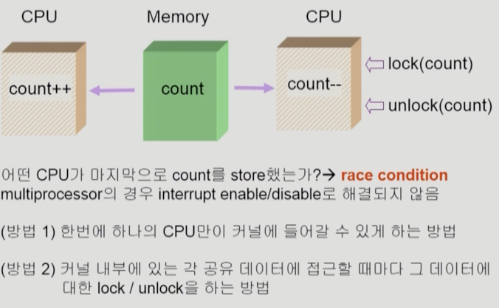 CPU Memory CPU
count++ count count--
lock(count)
unlock(count)
어떤 CPU가 마지막으로 count를 store했는가?→ race condition
multiprocessor의 경우 interrupt enable/disable로 해결되지 않음
(방법 1) 한번에 하나의 CPU만이 커널에 들어갈 수 있게 하는 방법
(방법 2) 커널 내부에 있는 각 공유 데이터에 접근할 때마다 그 데이터에
대한 lock / unlock을 하는 방법